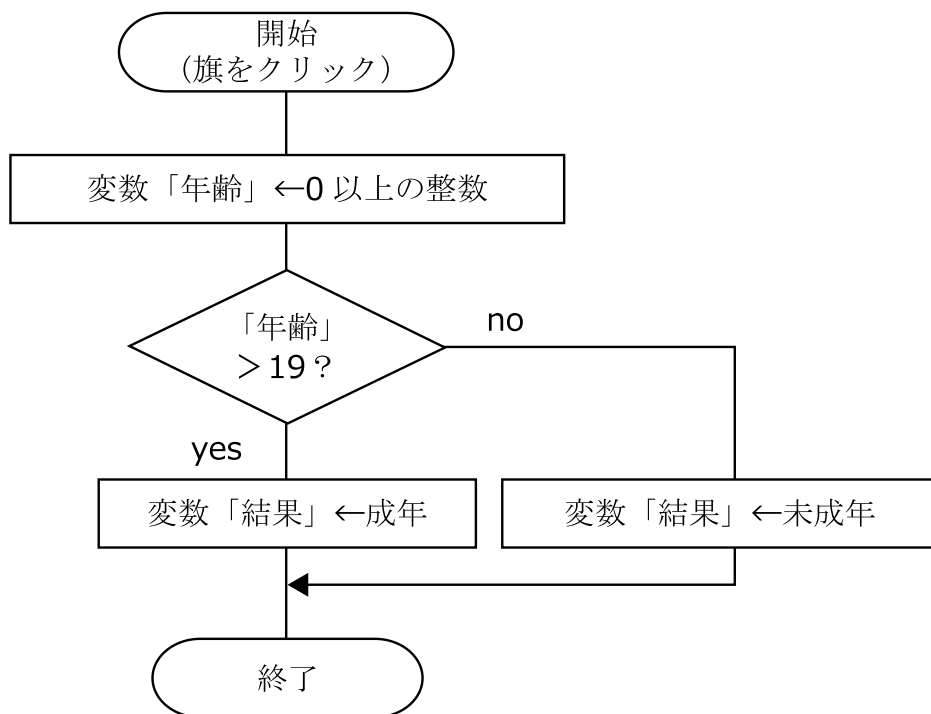 開始
（旗をクリック）
変数「年齢」←0 以上の整数
「年齢」
＞19？
no
yes
変数「結果」←成年
変数「結果」←未成年
終了